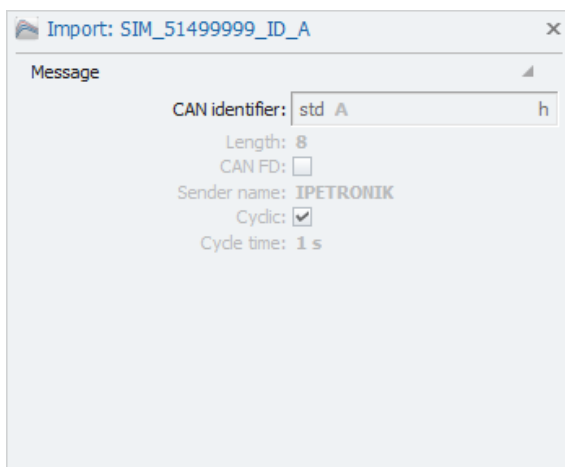 Import: SIM_51499999_ID_A
Message
CAN identifier: std A h
Length: 8
CAN FD:
Sender name: IPETRONIK
Cyclic:
Cycle time: 1 s